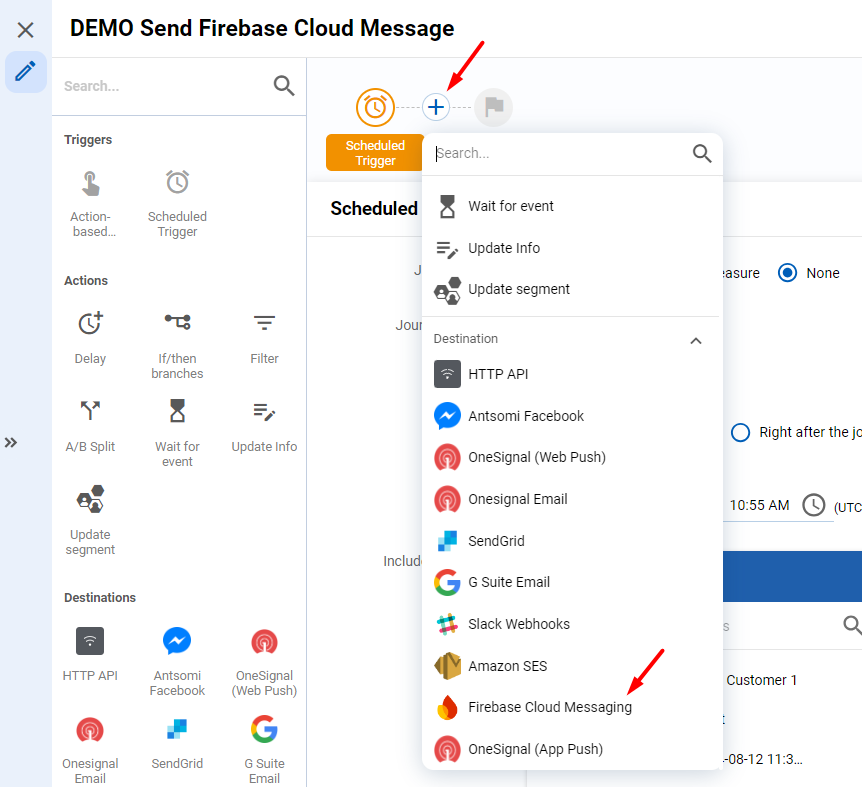 DEMO Send Firebase Cloud Message
Search...
Triggers
Action-
based...
Scheduled
Trigger
Actions
Delay
If/then
branches
Filter
A/B Split
Wait for
event
Update Info
Update
segment
Destinations
HTTP API
Antsomi
Facebook
OneSignal
(Web Push)
Onesignal
Email
SendGrid
G Suite
Email
Scheduled
Trigger
Scheduled
Search...
Wait for event
Update Info
Update segment
Destination
HTTP API
Antsomi Facebook
OneSignal (Web Push)
Onesignal Email
SendGrid
G Suite Email
Slack Webhooks
Amazon SES
Firebase Cloud Messaging
OneSignal (App Push)
J
Jour
Includ
easure
None
Right after the jo
10:55 AM
(UTC
s
Customer 1
t
-08-12 11:3...